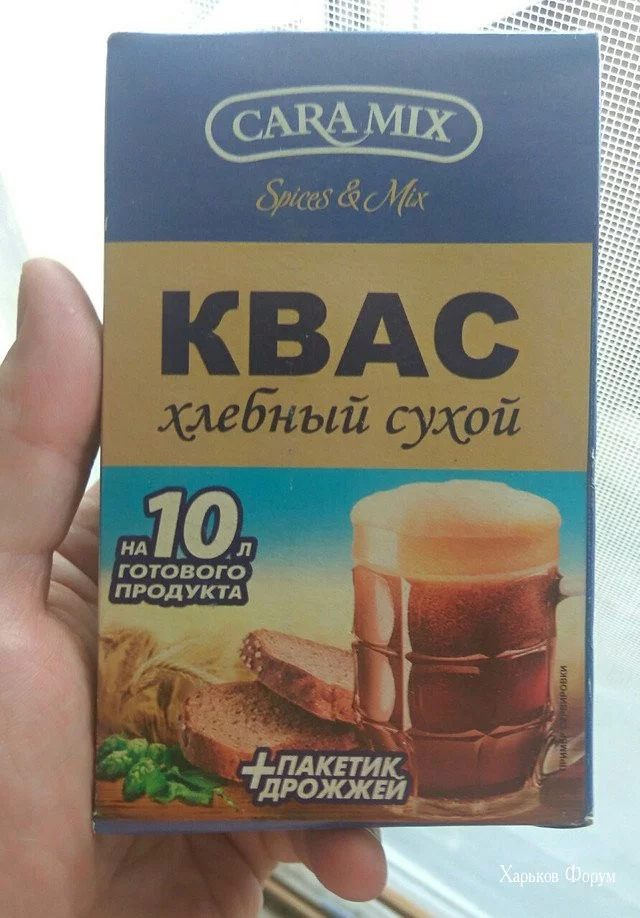 CARA MIX
Spices & Mix
КВАС
хлебный сухой
НА 10 Л
ГОТОВОГО
ПРОДУКТА
+ПАКЕТИК
ДРОЖЖЕЙ
Харьков Форум